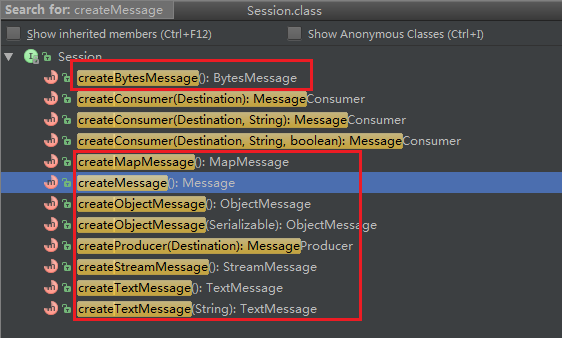 Search for: createMessage Session.class
Show inherited members (Ctrl+F12) Show Anonymous Classes (Ctrl+I)
Session
createBytesMessage(): BytesMessage
createConsumer(Destination): MessageConsumer
createConsumer(Destination, String): MessageConsumer
createConsumer(Destination, String, boolean): MessageConsumer
createMapMessage(): MapMessage
createMessage(): Message
createObjectMessage(): ObjectMessage
createObjectMessage(Serializable): ObjectMessage
createProducer(Destination): MessageProducer
createStreamMessage(): StreamMessage
createTextMessage(): TextMessage
createTextMessage(String): TextMessage